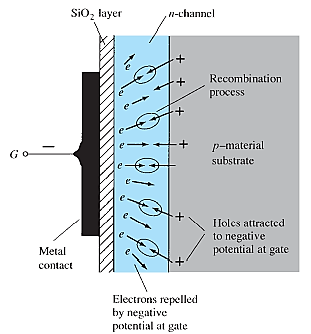 SiO2 layer
n-channel
e
+
Recombination
process
e
+
e
+
e
+
p–material
substrate
G
–
e
e
e
+
Holes attracted
to negative
potential at gate
e
e
+
Metal
contact
Electrons repelled
by negative
potential at gate